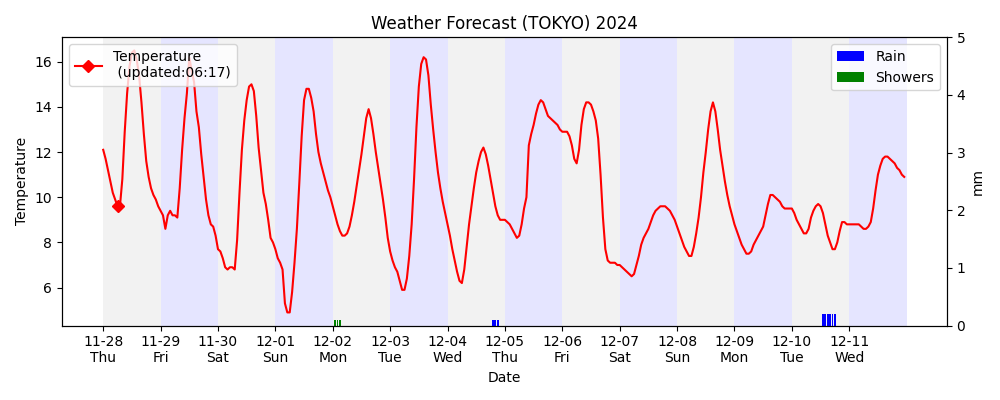 Weather Forecast (TOKYO) 2024
Temperature
(updated:06:17)
Rain
Showers
Temperature
16
14
12
10
8
6
5
4
3
2
1
0
mm
11-28 11-29 11-30 12-01 12-02 12-03 12-04 12-05 12-06 12-07 12-08 12-09 12-10 12-11
Thu Fri Sat Sun Mon Tue Wed Thu Fri Sat Sun Mon Tue Wed
Date